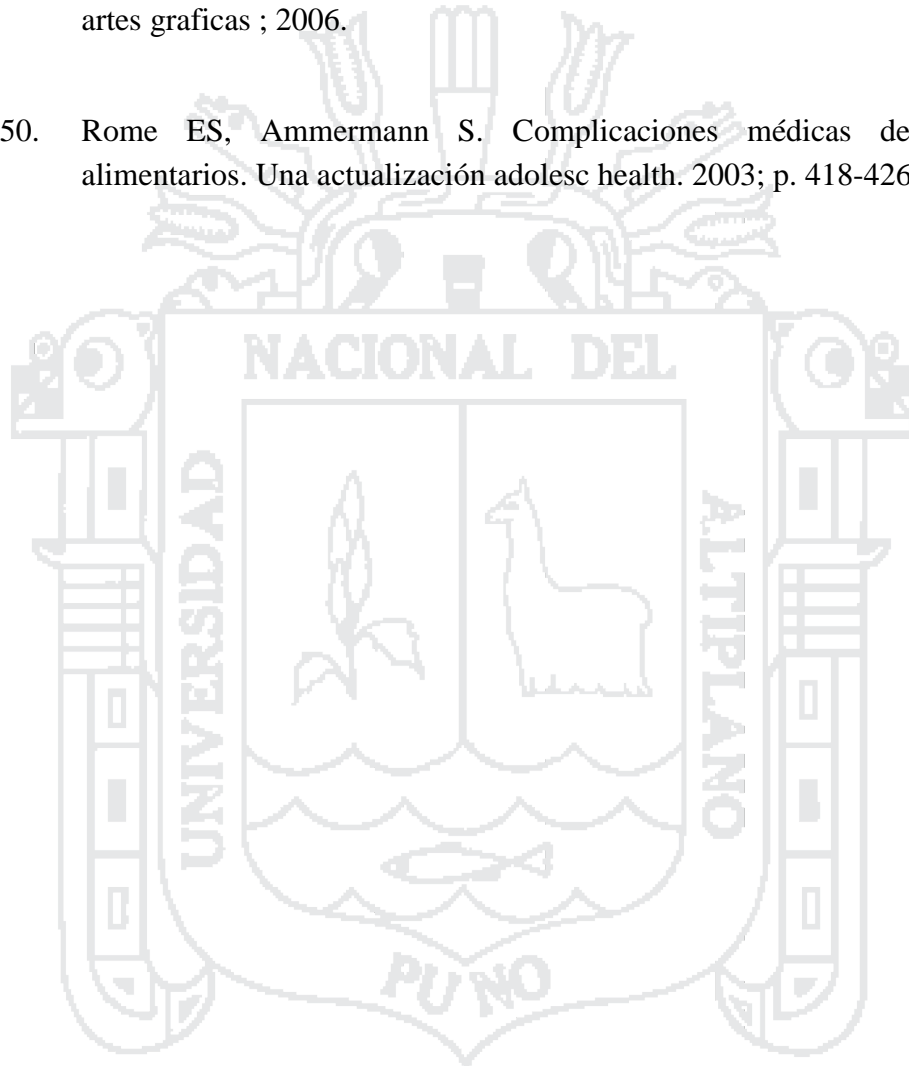 artes graficas ; 2006.
50. Rome ES, Ammermann S. Complicaciones médicas de
alimentarios. Una actualización adolesc health. 2003; p. 418-426
NACIONAL DEL
UNIVERSIDAD
ALTIPLANO
PUNO